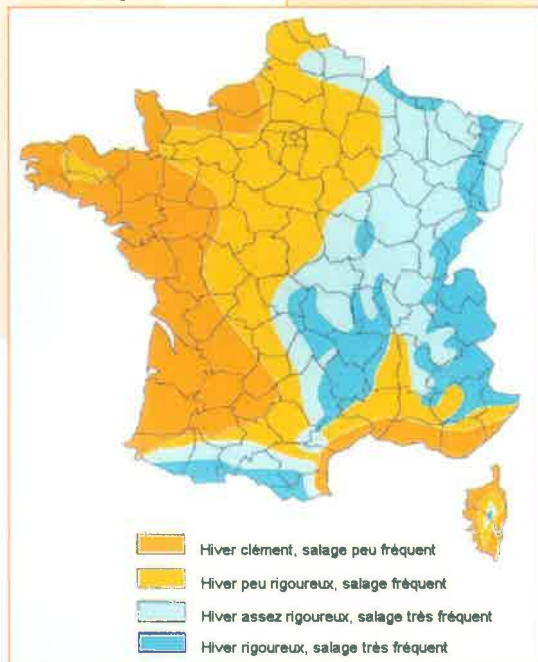 Hiver clément, salage peu fréquent
Hiver peu rigoureux, salage fréquent
Hiver assez rigoureux, salage très fréquent
Hiver rigoureux, salage très fréquent